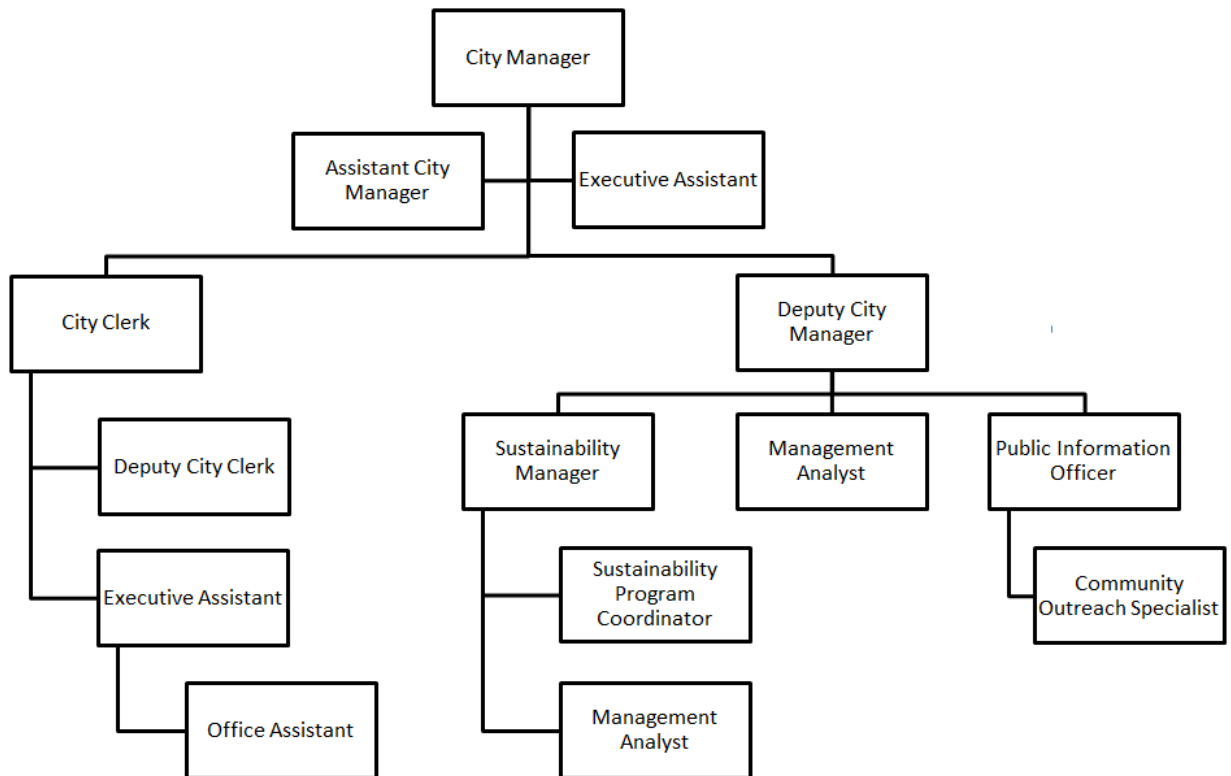 City Manager
Assistant City
Manager
Executive Assistant
City Clerk
Deputy City
Manager
Deputy City Clerk
Executive Assistant
Office Assistant
Sustainability
Manager
Management
Analyst
Public Information
Officer
Sustainability
Program
Coordinator
Management
Analyst
Community
Outreach Specialist